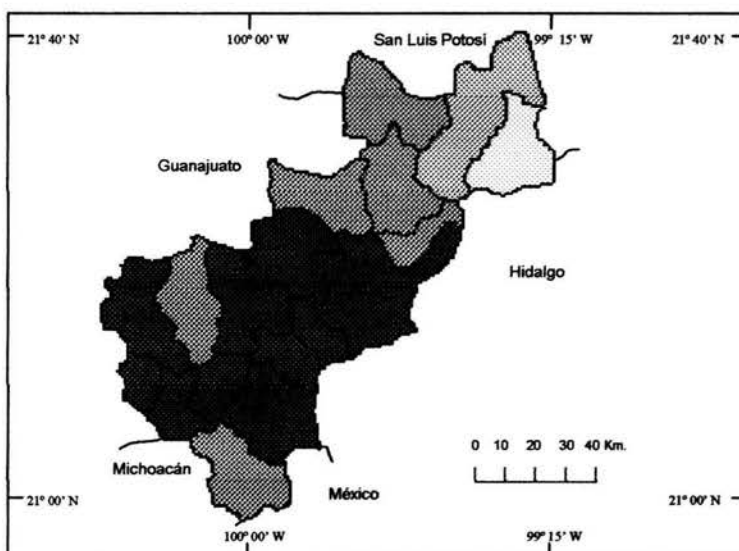 21° 40' N
100° 00' W
San Luis Potosí
99° 15' W
21° 40' N
Guanajuato
Hidalgo
0 10 20 30 40 Km.
Michoacán
México
21° 00' N
100° 00' W
99° 15' W
21° 00' N